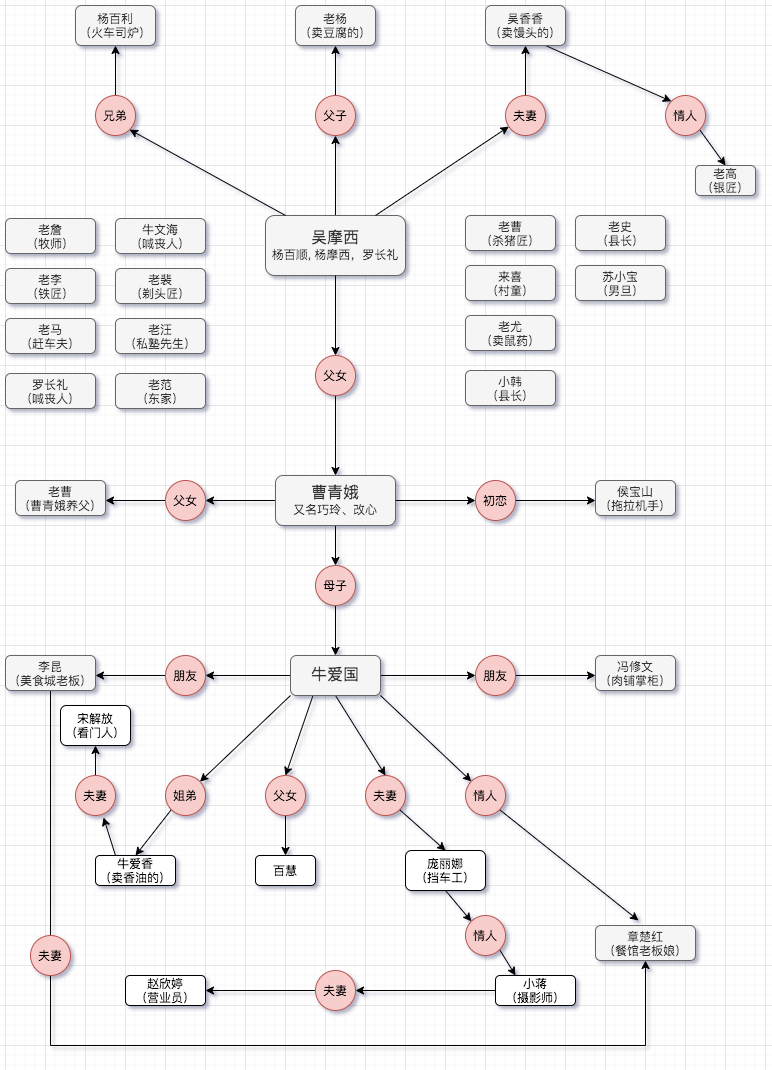 杨百利
（火车司炉）
老杨
（卖豆腐的）
吴香香
（卖馒头的）
兄弟
父子
夫妻
情人
老高
（银匠）
吴摩西
杨百顺, 杨摩西，罗长礼
老詹
（牧师）
牛文海
（喊丧人）
老李
（铁匠）
老裴
（剃头匠）
老马
（赶车夫）
老汪
（私塾先生）
罗长礼
（喊丧人）
老范
（东家）
老曹
（杀猪匠）
老史
（县长）
来喜
（村童）
苏小宝
（男旦）
老尤
（卖鼠药）
小韩
（县长）
父女
老曹
（曹青娥养父）
父女
曹青娥
又名巧玲、改心
初恋
侯宝山
（拖拉机手）
母子
李昆
（美食城老板）
朋友
牛爱国
朋友
冯修文
（肉铺掌柜）
宋解放
（看门人）
夫妻
姐弟
父女
夫妻
情人
牛爱香
（卖香油的）
百慧
庞丽娜
（挡车工）
情人
章楚红
（餐馆老板娘）
夫妻
赵欣婷
（营业员）
夫妻
小蒋
（摄影师）